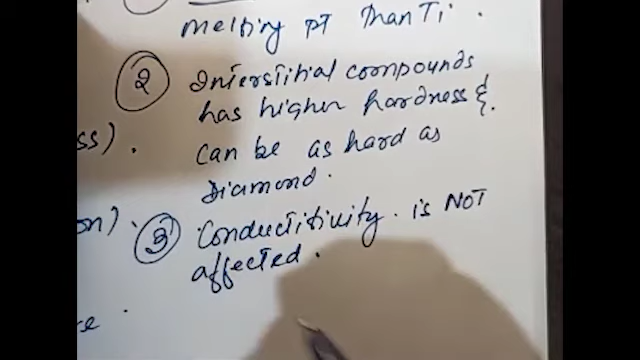 melting pt Than Ti .
② Interstitial compounds
has higher hardness &.
ss) .
can be as hard as
Diamond.
on) .
③ Conductitivity. is NOT
affected .